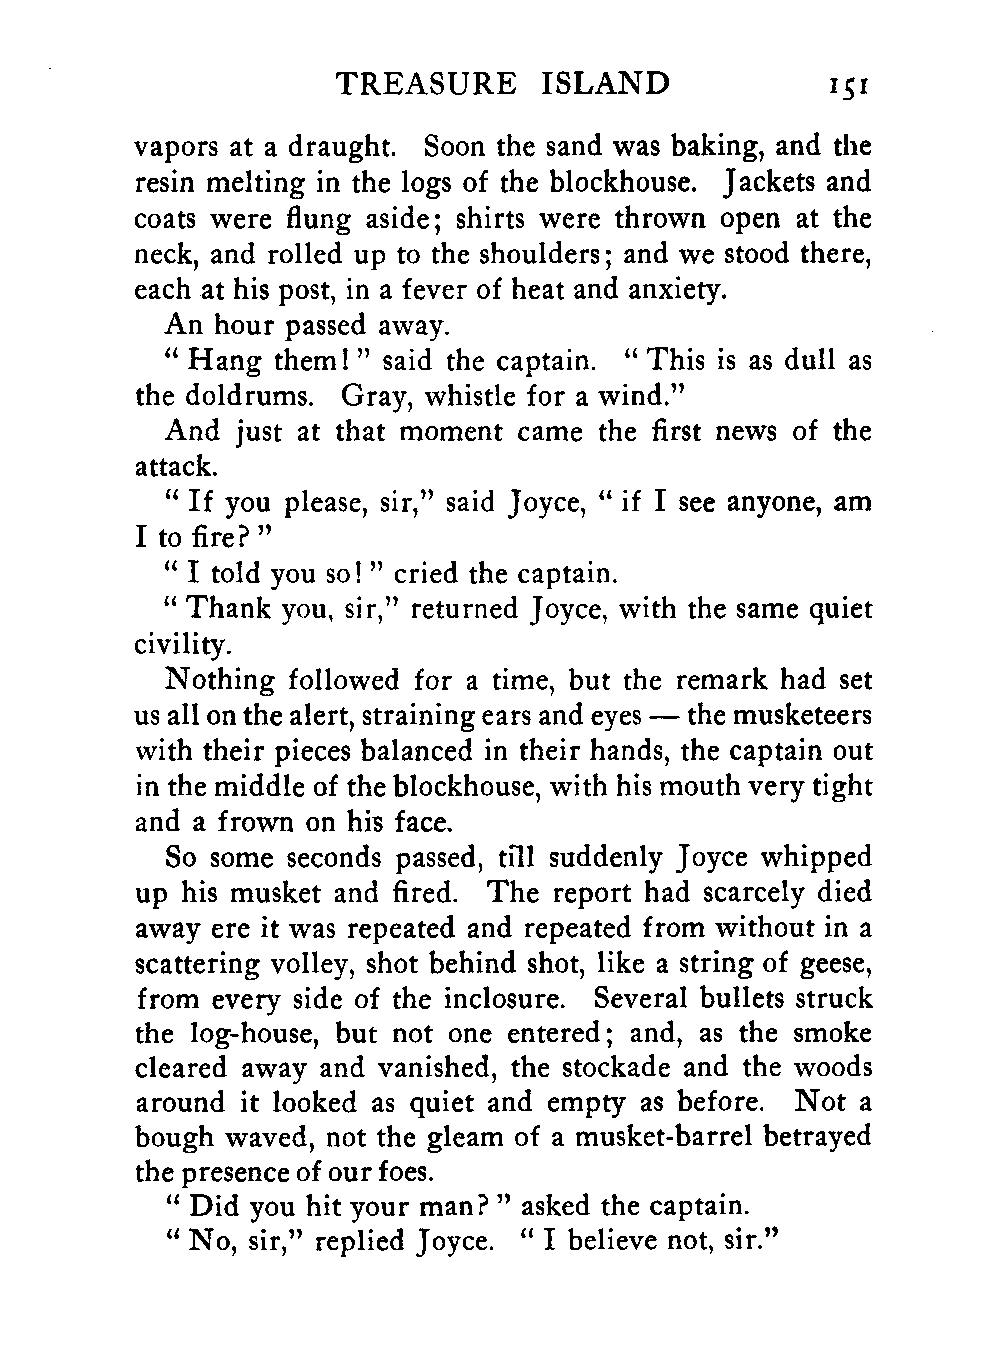 TREASURE ISLAND 151
vapors at a draught. Soon the sand was baking, and the
resin melting in the logs of the blockhouse. Jackets and
coats were flung aside; shirts were thrown open at the
neck, and rolled up to the shoulders; and we stood there,
each at his post, in a fever of heat and anxiety.
An hour passed away.
" Hang them! " said the captain. " This is as dull as
the doldrums. Gray, whistle for a wind."
And just at that moment came the first news of the
attack.
" If you please, sir," said Joyce, " if I see anyone, am
I to fire? "
" I told you so! " cried the captain.
" Thank you, sir," returned Joyce, with the same quiet
civility.
Nothing followed for a time, but the remark had set
us all on the alert, straining ears and eyes — the musketeers
with their pieces balanced in their hands, the captain out
in the middle of the blockhouse, with his mouth very tight
and a frown on his face.
So some seconds passed, till suddenly Joyce whipped
up his musket and fired. The report had scarcely died
away ere it was repeated and repeated from without in a
scattering volley, shot behind shot, like a string of geese,
from every side of the inclosure. Several bullets struck
the log-house, but not one entered; and, as the smoke
cleared away and vanished, the stockade and the woods
around it looked as quiet and empty as before. Not a
bough waved, not the gleam of a musket-barrel betrayed
the presence of our foes.
" Did you hit your man? " asked the captain.
" No, sir," replied Joyce. " I believe not, sir."